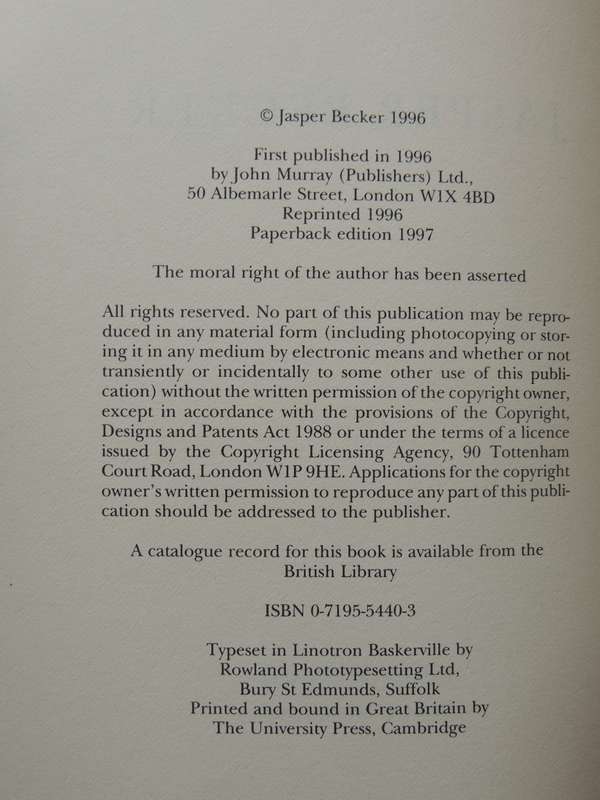 © Jasper Becker 1996
First published in 1996
by John Murray (Publishers) Ltd.,
50 Albemarle Street, London W1X 4BD
Reprinted 1996
Paperback edition 1997
The moral right of the author has been asserted
All rights reserved. No part of this publication may be repro-
duced in any material form (including photocopying or stor-
ing it in any medium by electronic means and whether or not
transiently or incidentally to some other use of this publi-
cation) without the written permission of the copyright owner,
except in accordance with the provisions of the Copyright,
Designs and Patents Act 1988 or under the terms of a licence
issued by the Copyright Licensing Agency, 90 Tottenham
Court Road, London W1P 9HE. Applications for the copyright
owner's written permission to reproduce any part of this publi-
cation should be addressed to the publisher.
A catalogue record for this book is available from the
British Library
ISBN 0-7195-5440-3
Typeset in Linotron Baskerville by
Rowland Phototypesetting Ltd,
Bury St Edmunds, Suffolk
Printed and bound in Great Britain by
The University Press, Cambridge